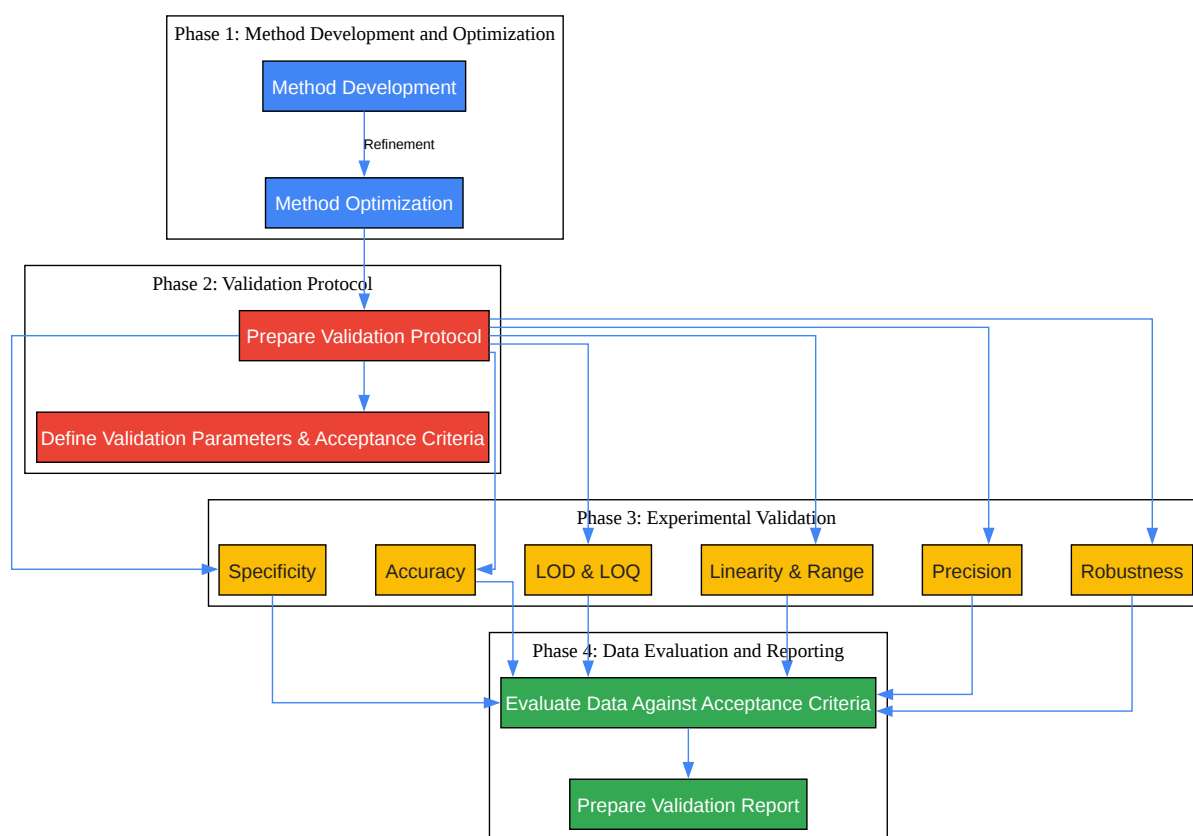 Phase 1: Method Development and Optimization
Method Development
Refinement
Method Optimization
Phase 2: Validation Protocol
Prepare Validation Protocol
Define Validation Parameters & Acceptance Criteria
Phase 3: Experimental Validation
Specificity
Accuracy
LOD & LOQ
Linearity & Range
Precision
Robustness
Phase 4: Data Evaluation and Reporting
Evaluate Data Against Acceptance Criteria
Prepare Validation Report